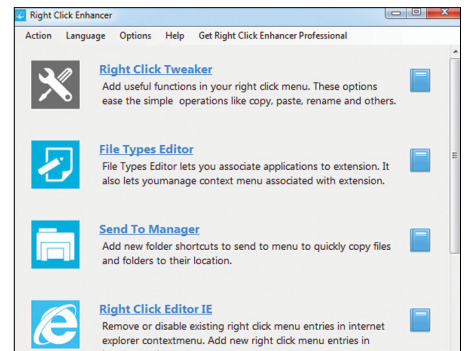 Right Click Enhancer
Action Language Options Help Get Right Click Enhancer Professional
Right Click Tweaker
Add useful functions in your right click menu. These options
ease the simple operations like copy, paste, rename and others.
File Types Editor
File Types Editor lets you associate applications to extension. It
also lets youmanage context menu associated with extension.
Send To Manager
Add new folder shortcuts to send to menu to quickly copy files
and folders to their location.
Right Click Editor IE
Remove or disable existing right click menu entries in internet
explorer contextmenu. Add new right click menu entries in